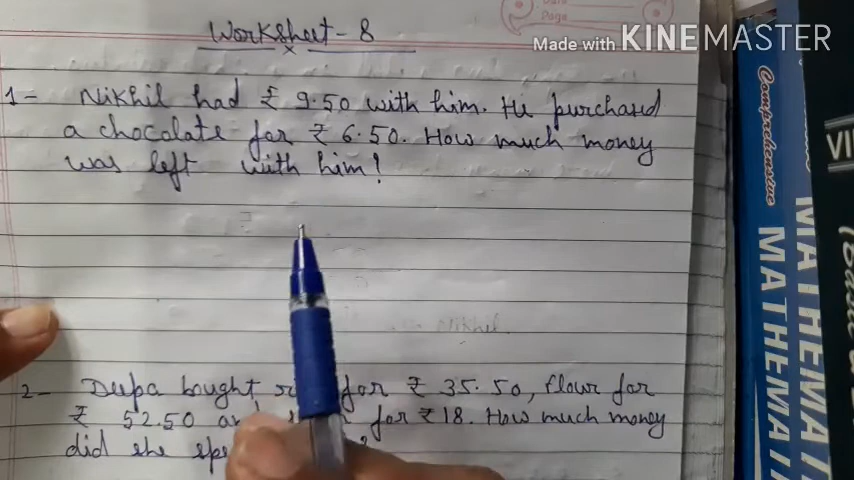 Worksheet - 8
Made with KINEMASTER
1- Nikhil had ₹ 9.50 with him. He purchased
a chocolate for ₹ 6.50. How much money
was left with him!
Nikhil.
2- Deepa bought for ₹ 35.50, flour for
₹ 52.50 for ₹ 18. How much money
did she
Comprehensive
MATHEMATI
VI
(Basic